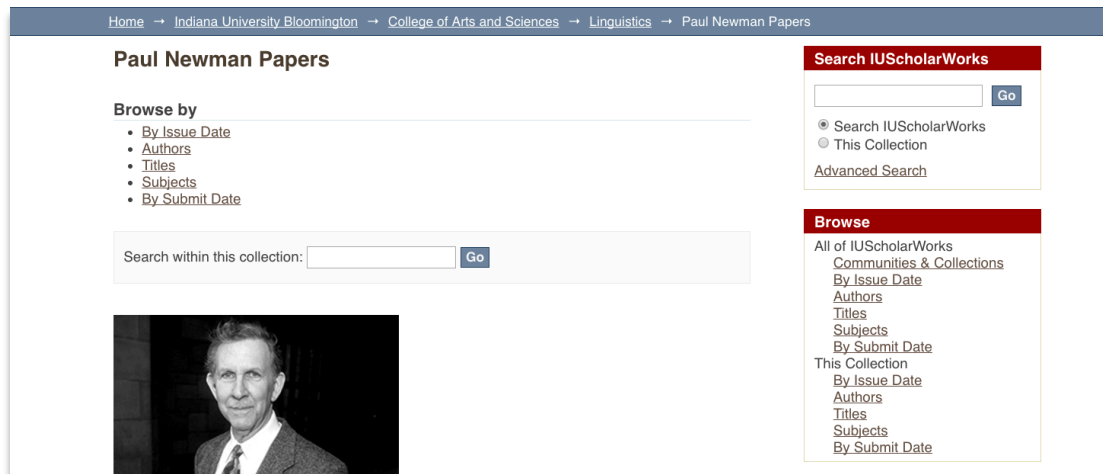 Home → Indiana University Bloomington → College of Arts and Sciences → Linguistics → Paul Newman Papers
Paul Newman Papers
Browse by
• By Issue Date
• Authors
• Titles
• Subjects
• By Submit Date
Search within this collection: Go
Search IUScholarWorks
Go
Search IUScholarWorks
This Collection
Advanced Search
Browse
All of IUScholarWorks
Communities & Collections
By Issue Date
Authors
Titles
Subjects
By Submit Date
This Collection
By Issue Date
Authors
Titles
Subjects
By Submit Date